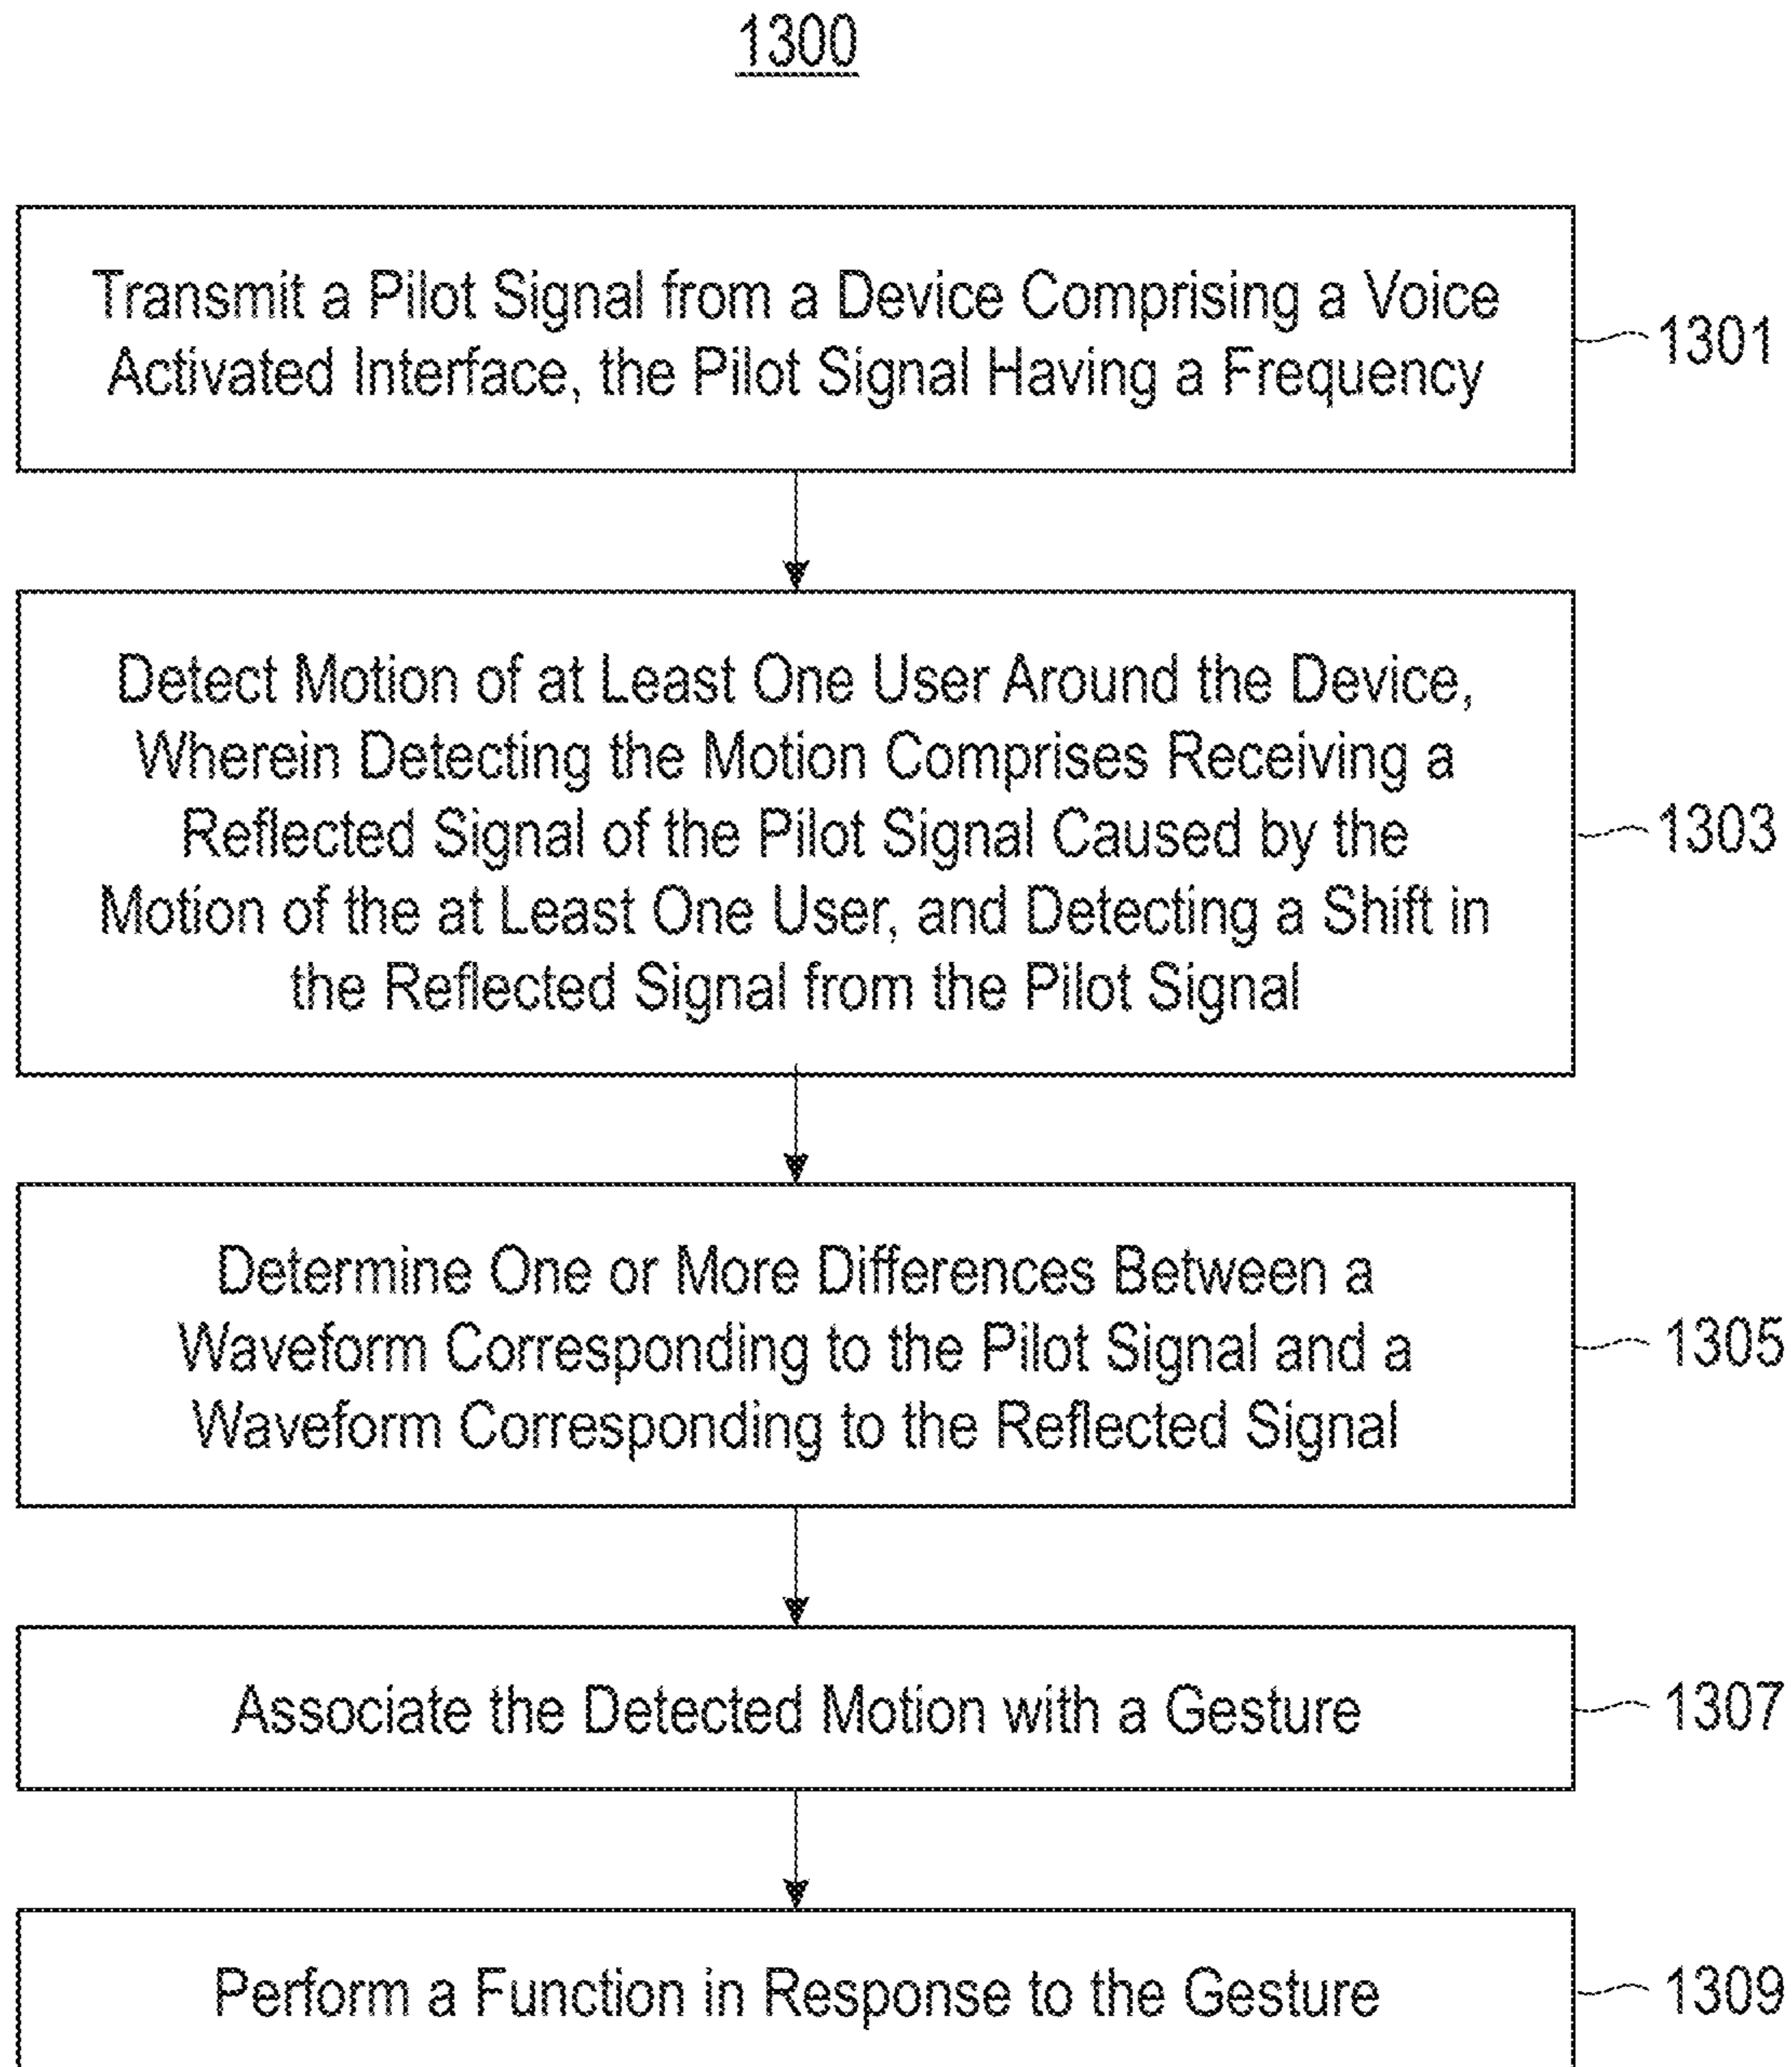 1300
Transmit a Pilot Signal from a Device Comprising a Voice
Activated Interface, the Pilot Signal Having a Frequency
1301
Detect Motion of at Least One User Around the Device,
Wherein Detecting the Motion Comprises Receiving a
Reflected Signal of the Pilot Signal Caused by the
Motion of the at Least One User, and Detecting a Shift in
the Reflected Signal from the Pilot Signal
1303
Determine One or More Differences Between a
Waveform Corresponding to the Pilot Signal and a
Waveform Corresponding to the Reflected Signal
1305
Associate the Detected Motion with a Gesture
1307
Perform a Function in Response to the Gesture
1309